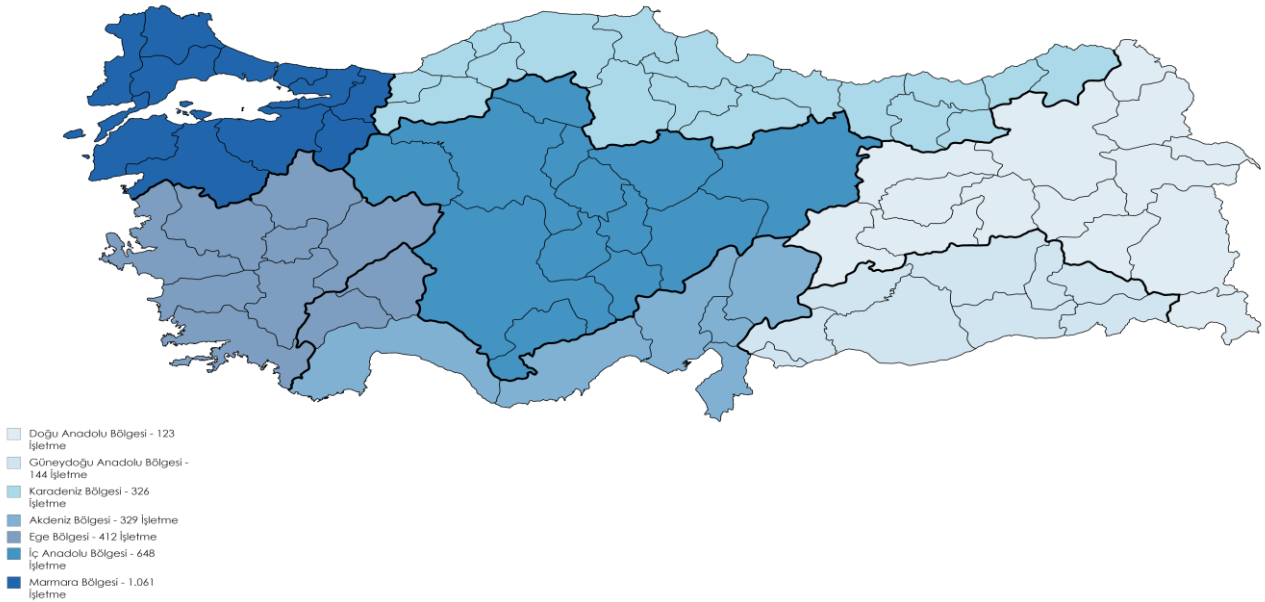 Doğu Anadolu Bölgesi - 123
İşletme
Güneydoğu Anadolu Bölgesi -
144 İşletme
Karadeniz Bölgesi - 326
İşletme
Akdeniz Bölgesi - 329 İşletme
Ege Bölgesi - 412 İşletme
İç Anadolu Bölgesi - 648
İşletme
Marmara Bölgesi - 1.061
İşletme